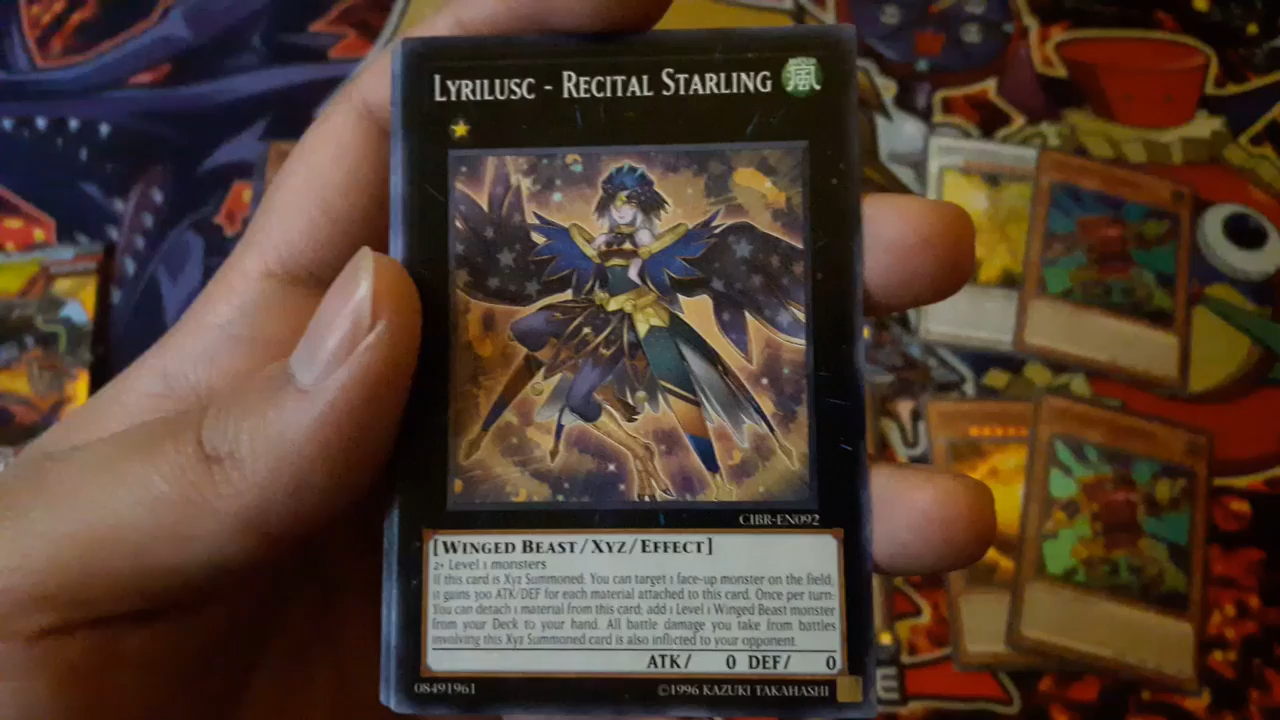 LYRILUSC - RECITAL STARLING 風
CIBR-EN092
[WINGED BEAST/XYZ/EFFECT]
2+ Level 1 monsters
If this card is Xyz Summoned: You can target 1 face-up monster on the field;
it gains 300 ATK/DEF for each material attached to this card. Once per turn:
You can detach 1 material from this card; add 1 Level 1 Winged Beast monster
from your Deck to your hand. All battle damage you take from battles
involving this Xyz Summoned card is also inflicted to your opponent.
ATK/ 0 DEF/ 0
08491961 ©1996 KAZUKI TAKAHASHI